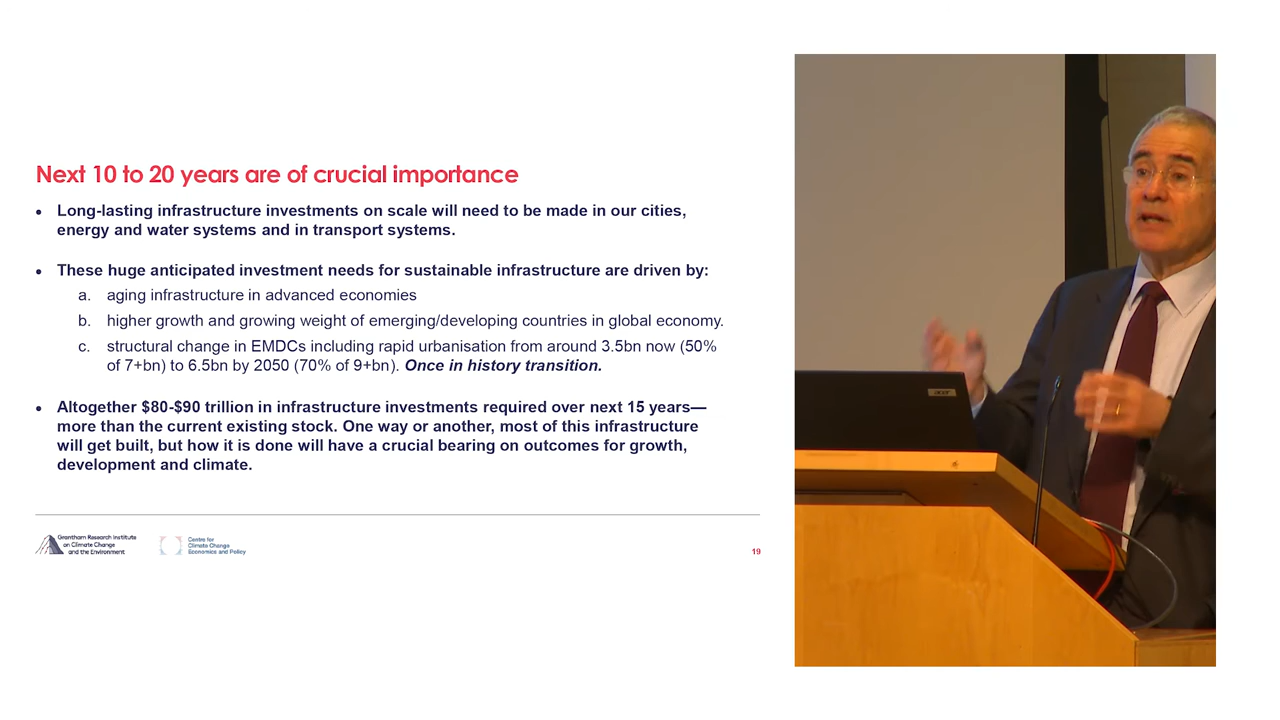 Next 10 to 20 years are of crucial importance
• Long-lasting infrastructure investments on scale will need to be made in our cities,
energy and water systems and in transport systems.
• These huge anticipated investment needs for sustainable infrastructure are driven by:
a. aging infrastructure in advanced economies
b. higher growth and growing weight of emerging/developing countries in global economy.
c. structural change in EMDCs including rapid urbanisation from around 3.5bn now (50%
of 7+bn) to 6.5bn by 2050 (70% of 9+bn). Once in history transition.
• Altogether $80-$90 trillion in infrastructure investments required over next 15 years—
more than the current existing stock. One way or another, most of this infrastructure
will get built, but how it is done will have a crucial bearing on outcomes for growth,
development and climate.
Grantham Research Institute
on Climate Change
and the Environment
Centre for
Climate Change
Economics and Policy
19
acer